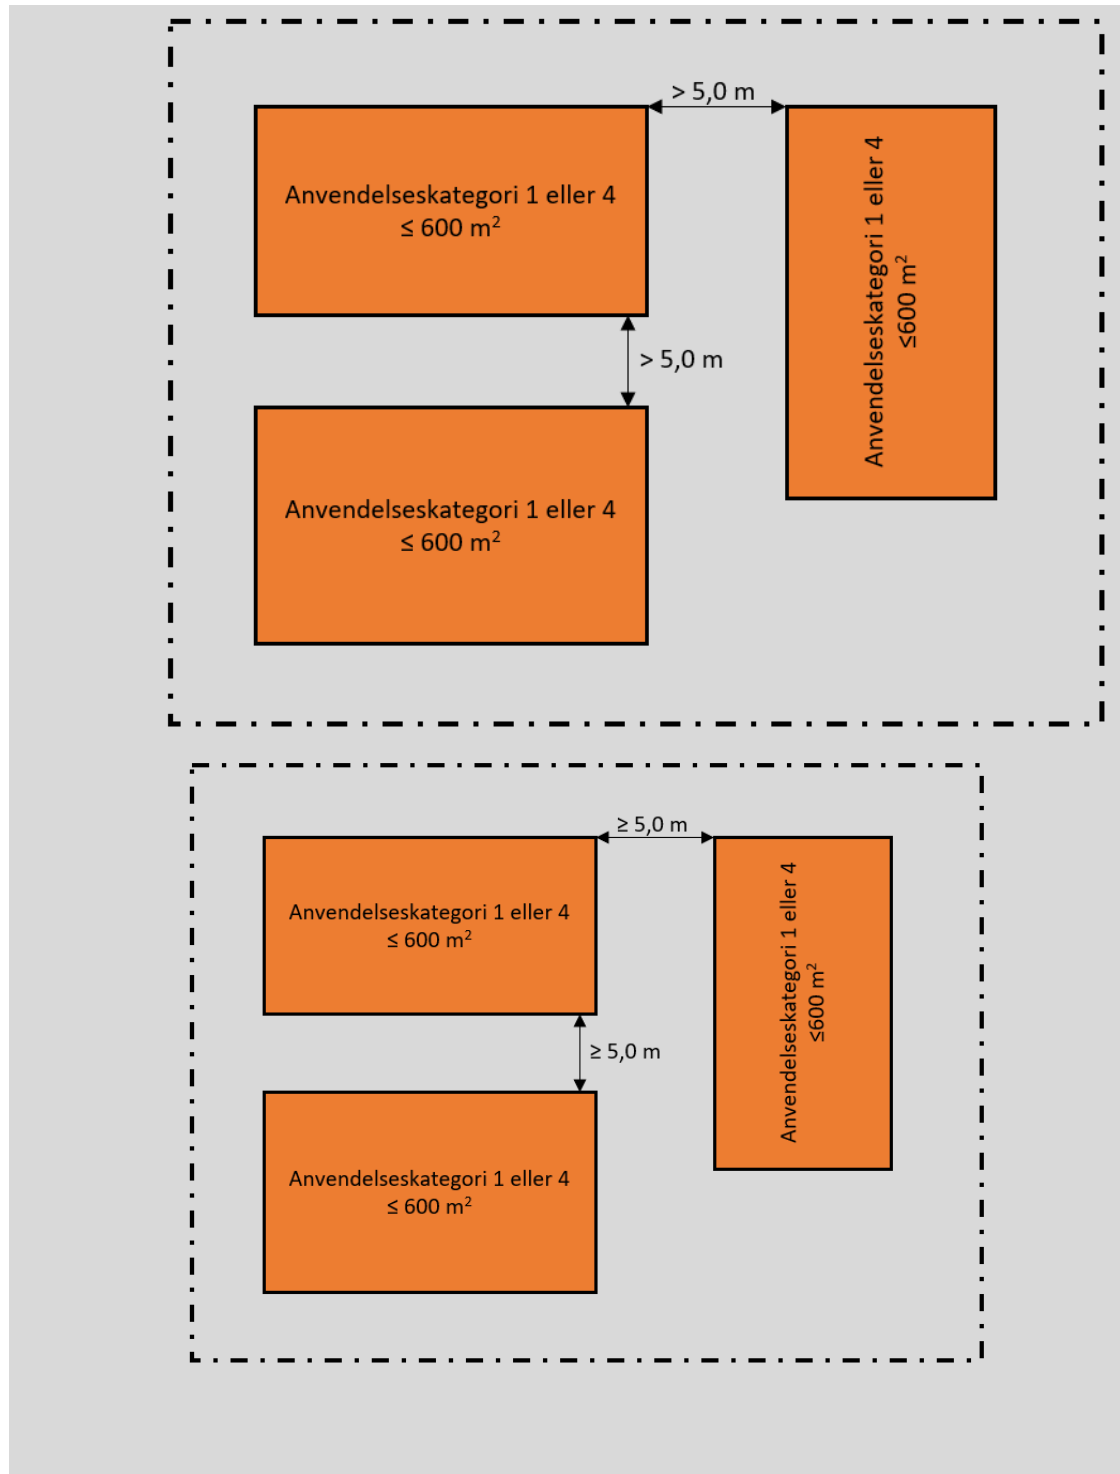 > 5,0 m
Anvendelseskategori 1 eller 4
≤ 600 m²
Anvendelseskategori 1 eller 4
≤600 m²
> 5,0 m
Anvendelseskategori 1 eller 4
≤ 600 m²
≥ 5,0 m
Anvendelseskategori 1 eller 4
≤ 600 m²
Anvendelseskategori 1 eller 4
≤600 m²
≥ 5,0 m
Anvendelseskategori 1 eller 4
≤ 600 m²